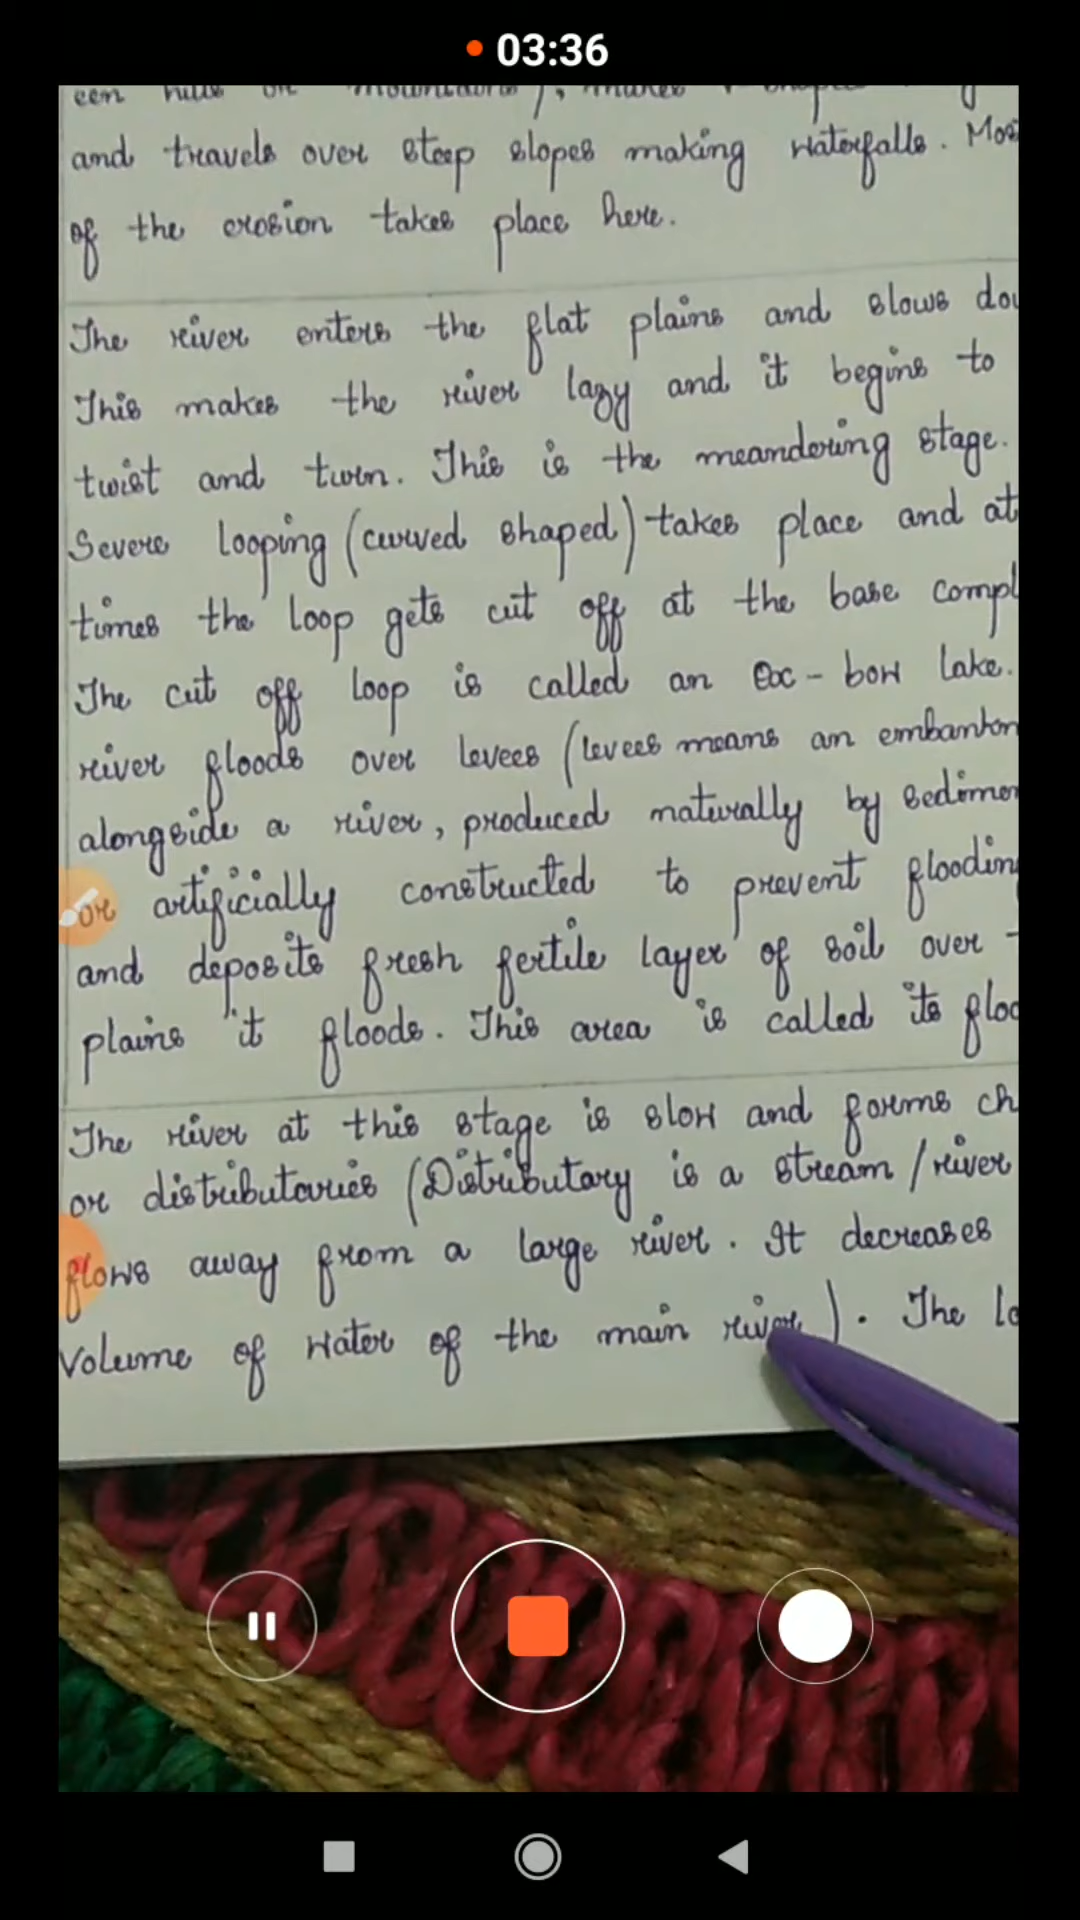 03:36
and travels over steep slopes making waterfalls. Mos
of the erosion takes place here.
The river enters the flat plains and slows dow
This makes the river lazy and it begins to
twist and turn. This is the meandering stage.
Severe looping (curved shaped) takes place and at
times the loop gets cut off at the base compl
The cut off loop is called an Ox-bow lake.
river floods over levees (levees means an embankm
alongside a river, produced naturally by sedimen
or artificially constructed to prevent flooding
and deposits fresh fertile layer of soil over
plains it floods. This area is called its floo
The river at this stage is slow and forms ch
or distributaries (Distributary is a stream/river
flows away from a large river. It decreases
Volume of water of the main river). The lo